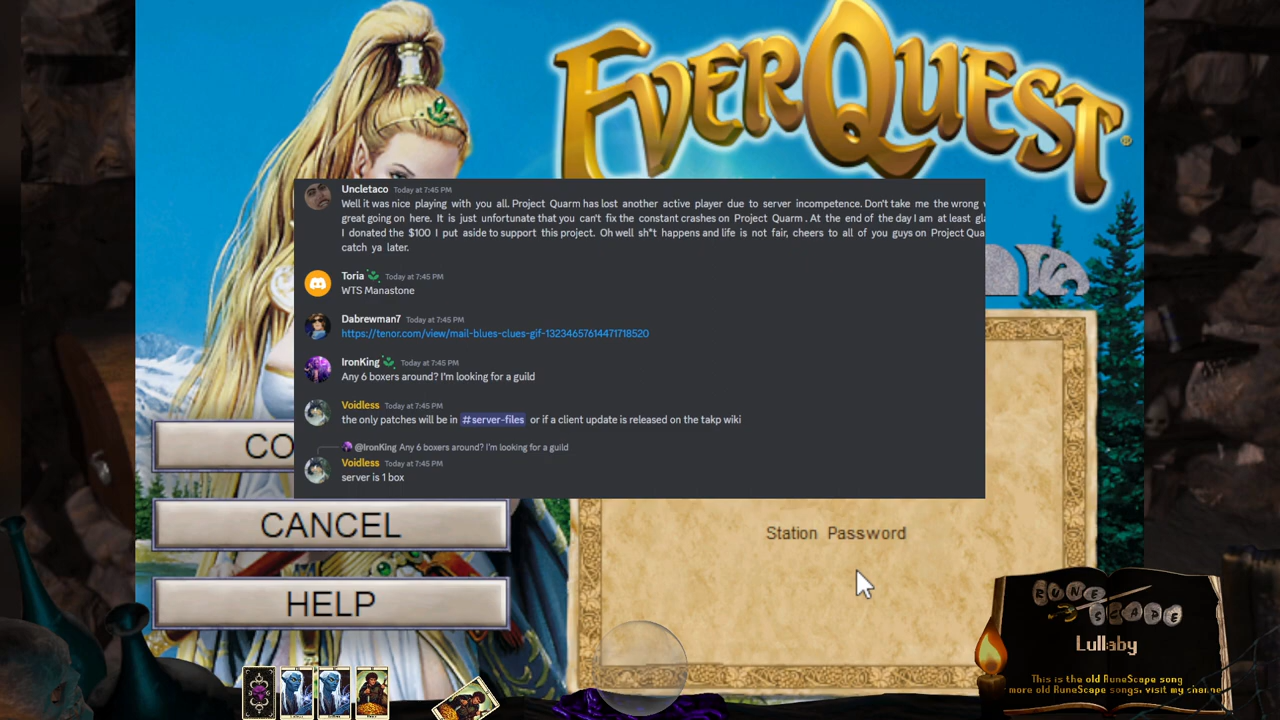 EVERQUEST®
Uncletaco Today at 7:45 PM
Well it was nice playing with you all. Project Quarm has lost another active player due to server incompetence. Don't take me the wrong
great going on here. It is just unfortunate that you can't fix the constant crashes on Project Quarm . At the end of the day I am at least
I donated the $100 I put aside to support this project. Oh well sh*t happens and life is not fair, cheers to all of you guys on Project
catch ya later.
Toria Today at 7:45 PM
WTS Manastone
Dabrewman7 Today at 7:45 PM
https://tenor.com/view/mail-blues-clues-gif-13234657614471718520
IronKing Today at 7:45 PM
Any 6 boxers around? I'm looking for a guild
Voidless Today at 7:45 PM
the only patches will be in #server-files or if a client update is released on the takp wiki
@IronKing Any 6 boxers around? I'm looking for a guild
Voidless Today at 7:45 PM
server is 1 box
CO
CANCEL
HELP
Station Password
RUNE
SCAPE
Lullaby
This is the old RuneScape song
more old RuneScape songs, visit my